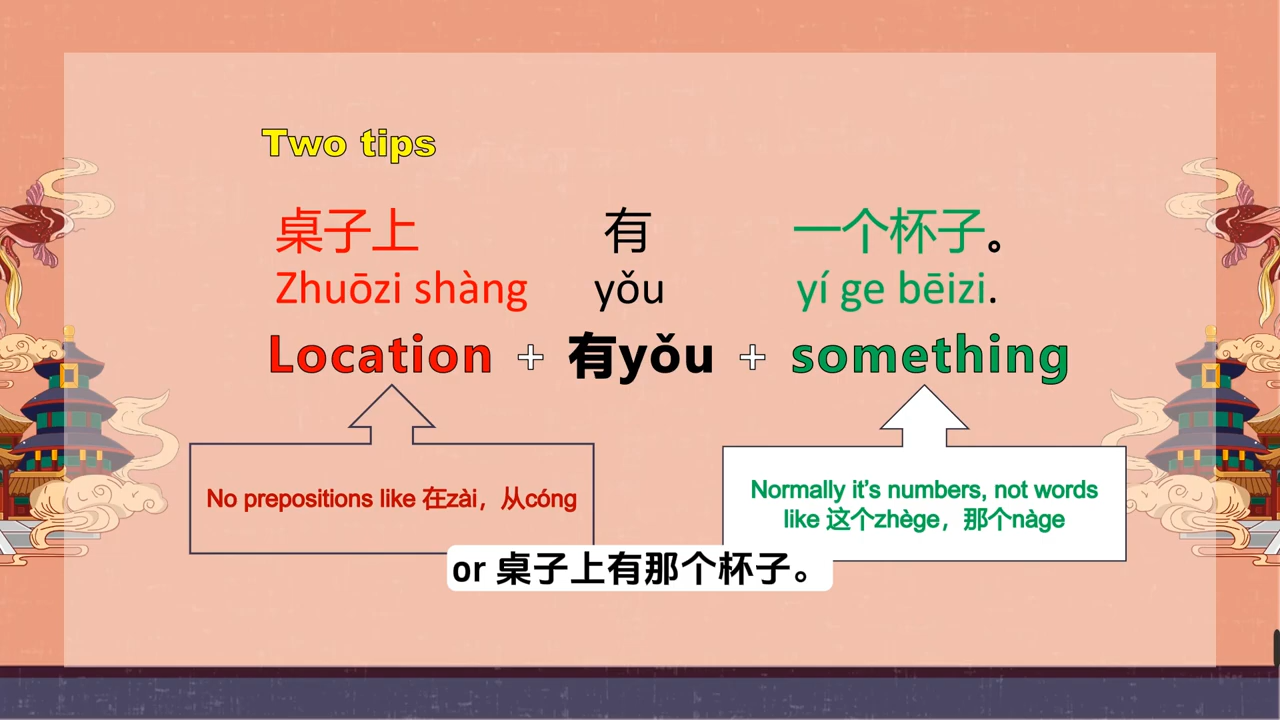 Two tips
桌子上 有 一个杯子。
Zhuōzi shàng yǒu yí ge bēizi.
Location + 有yǒu + something
No prepositions like 在zài，从cóng
Normally it's numbers, not words
like 这个zhège，那个nàge
or 桌子上有那个杯子。